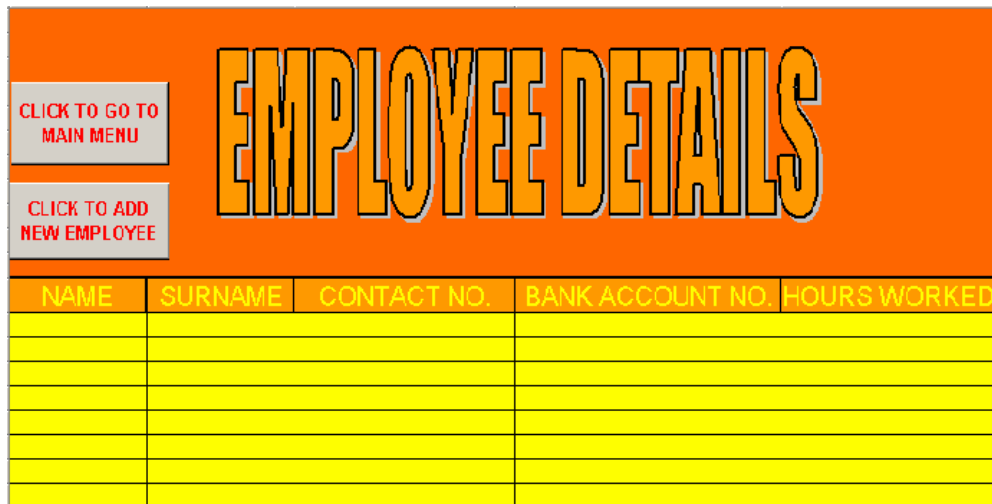 EMPLOYEE DETAILS
CLICK TO GO TO
MAIN MENU
CLICK TO ADD
NEW EMPLOYEE
NAME SURNAME CONTACT NO. BANK ACCOUNT NO. HOURS WORKED